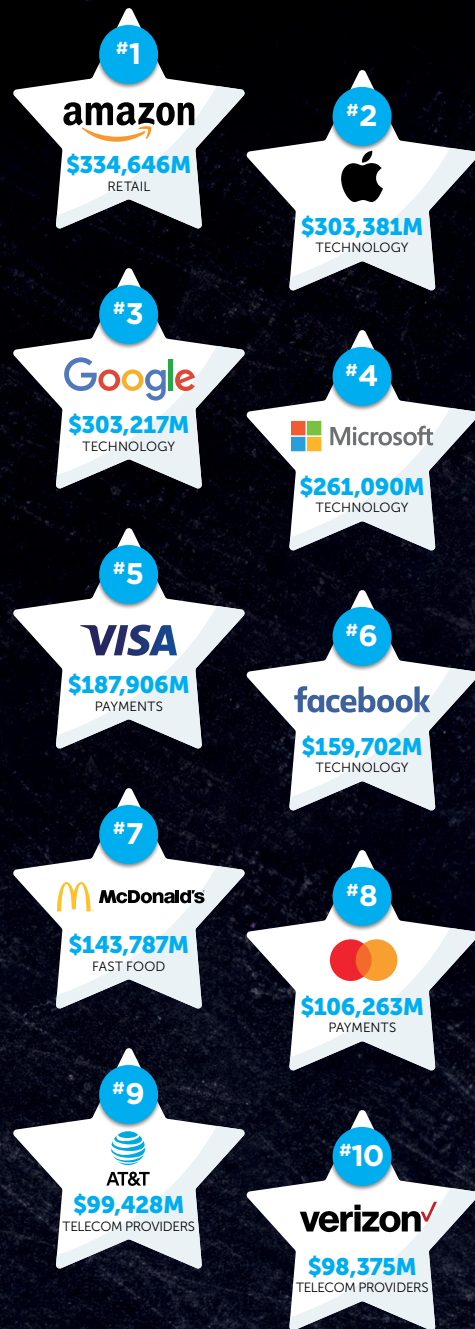 #1
amazon
$334,646M
RETAIL
#2
$303,381M
TECHNOLOGY
#3
Google
$303,217M
TECHNOLOGY
#4
Microsoft
$261,090M
TECHNOLOGY
#5
VISA
$187,906M
PAYMENTS
#6
facebook
$159,702M
TECHNOLOGY
#7
McDonald's
$143,787M
FAST FOOD
#8
$106,263M
PAYMENTS
#9
AT&T
$99,428M
TELECOM PROVIDERS
#10
verizon✓
$98,375M
TELECOM PROVIDERS